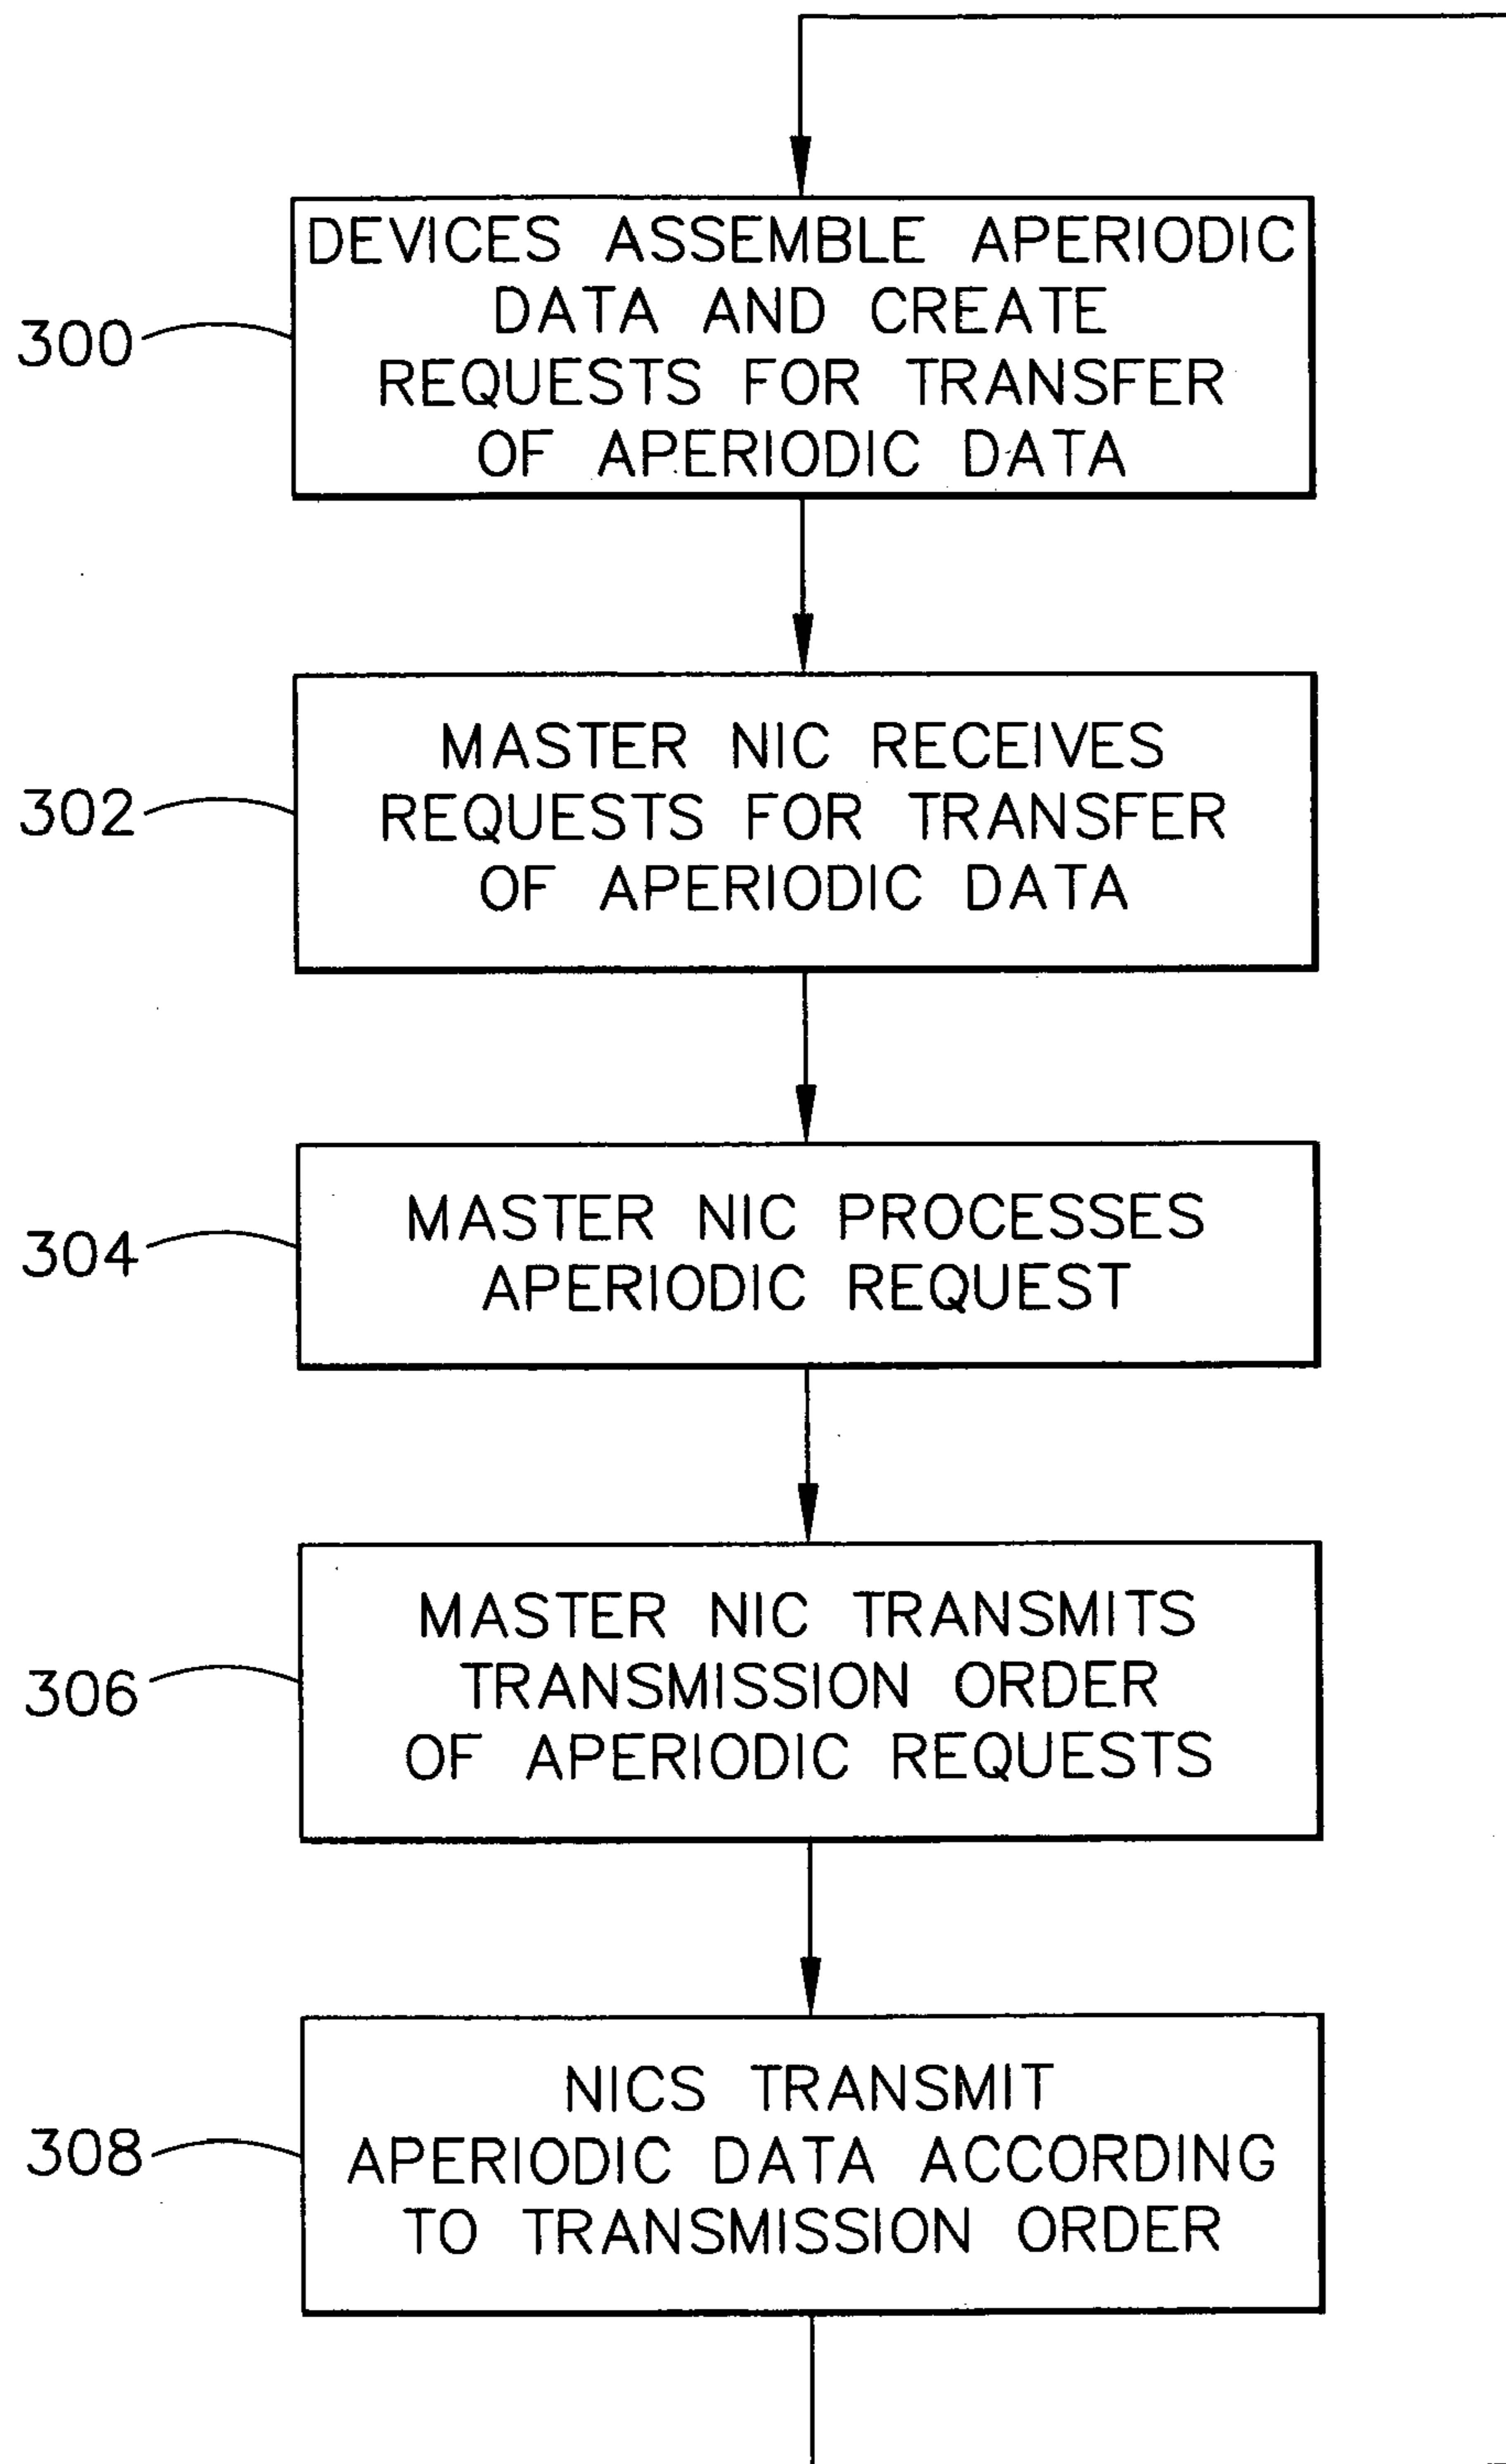 DEVICES ASSEMBLE APERIODIC
DATA AND CREATE
REQUESTS FOR TRANSFER
OF APERIODIC DATA
300
MASTER NIC RECEIVES
REQUESTS FOR TRANSFER
OF APERIODIC DATA
302
MASTER NIC PROCESSES
APERIODIC REQUEST
304
MASTER NIC TRANSMITS
TRANSMISSION ORDER
OF APERIODIC REQUESTS
306
NICS TRANSMIT
APERIODIC DATA ACCORDING
TO TRANSMISSION ORDER
308